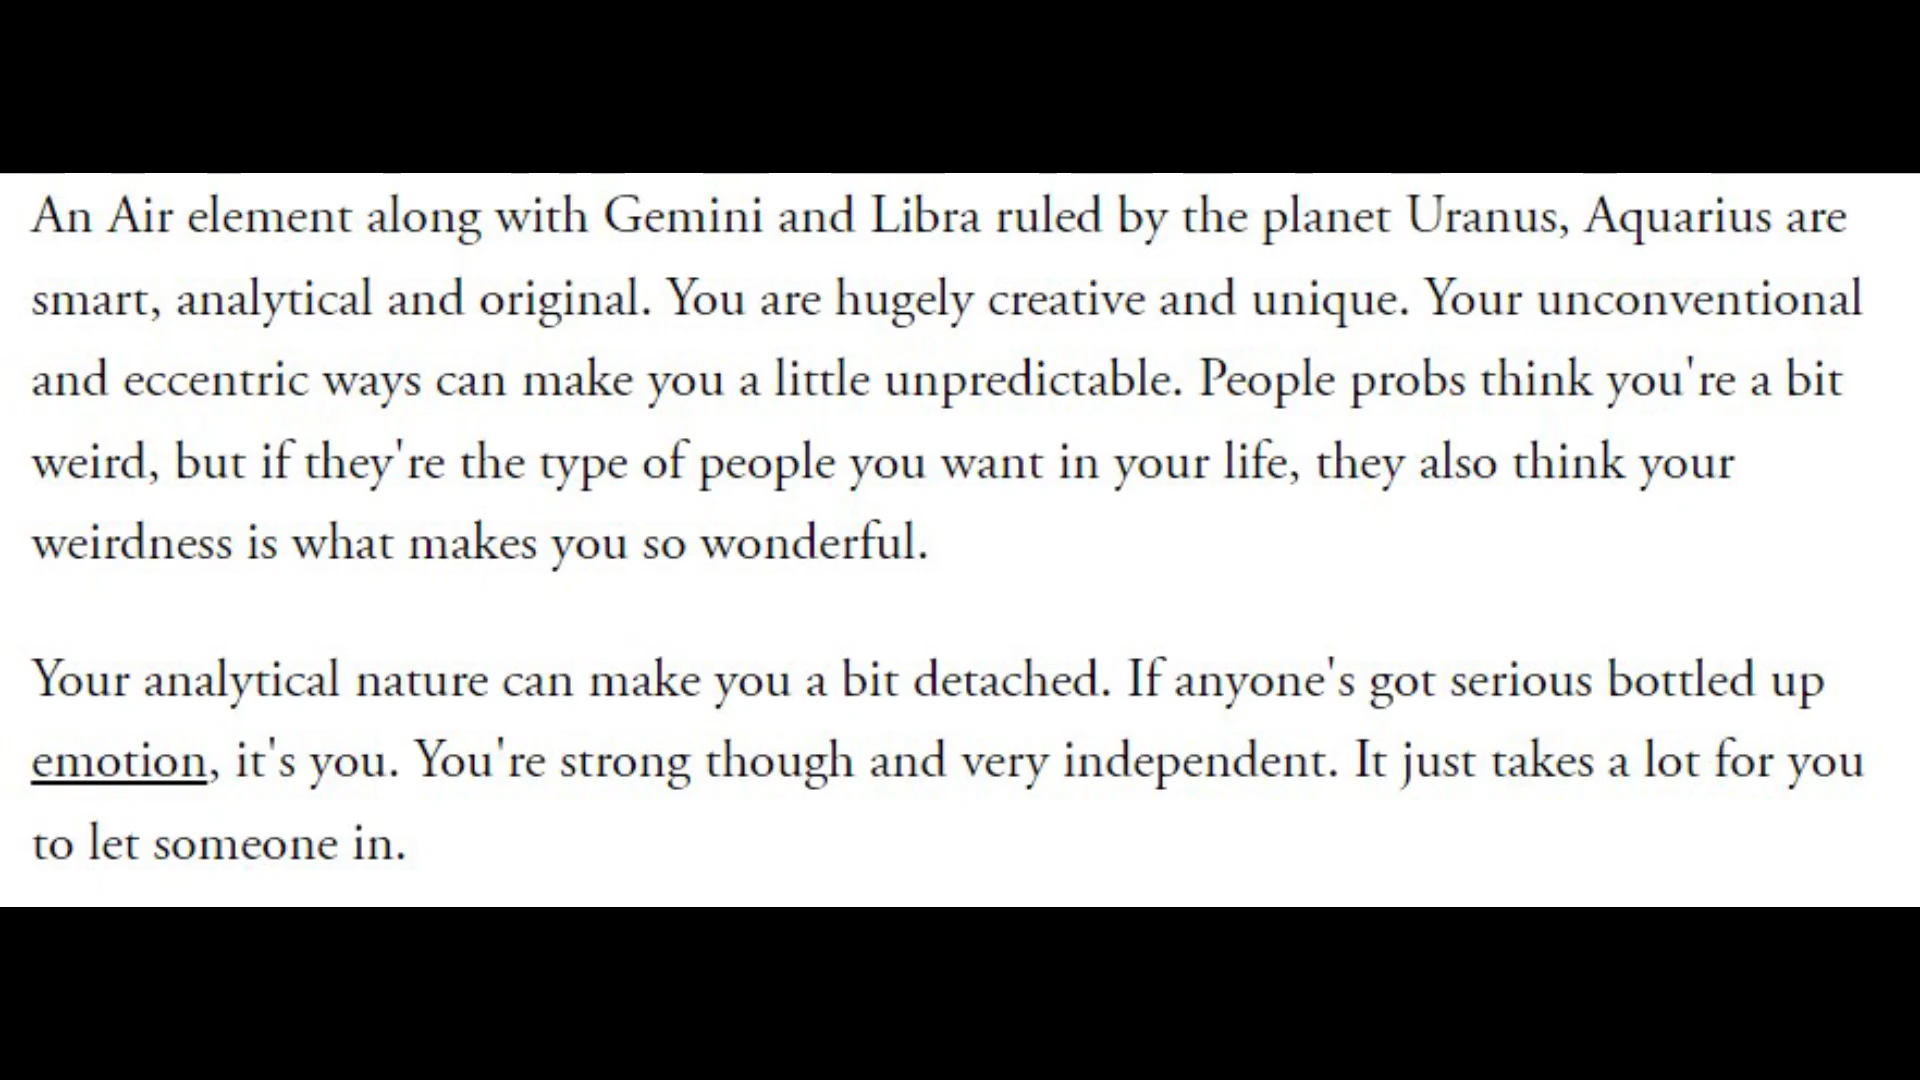 An Air element along with Gemini and Libra ruled by the planet Uranus, Aquarius are
smart, analytical and original. You are hugely creative and unique. Your unconventional
and eccentric ways can make you a little unpredictable. People probs think you're a bit
weird, but if they're the type of people you want in your life, they also think your
weirdness is what makes you so wonderful.
Your analytical nature can make you a bit detached. If anyone's got serious bottled up
emotion, it's you. You're strong though and very independent. It just takes a lot for you
to let someone in.